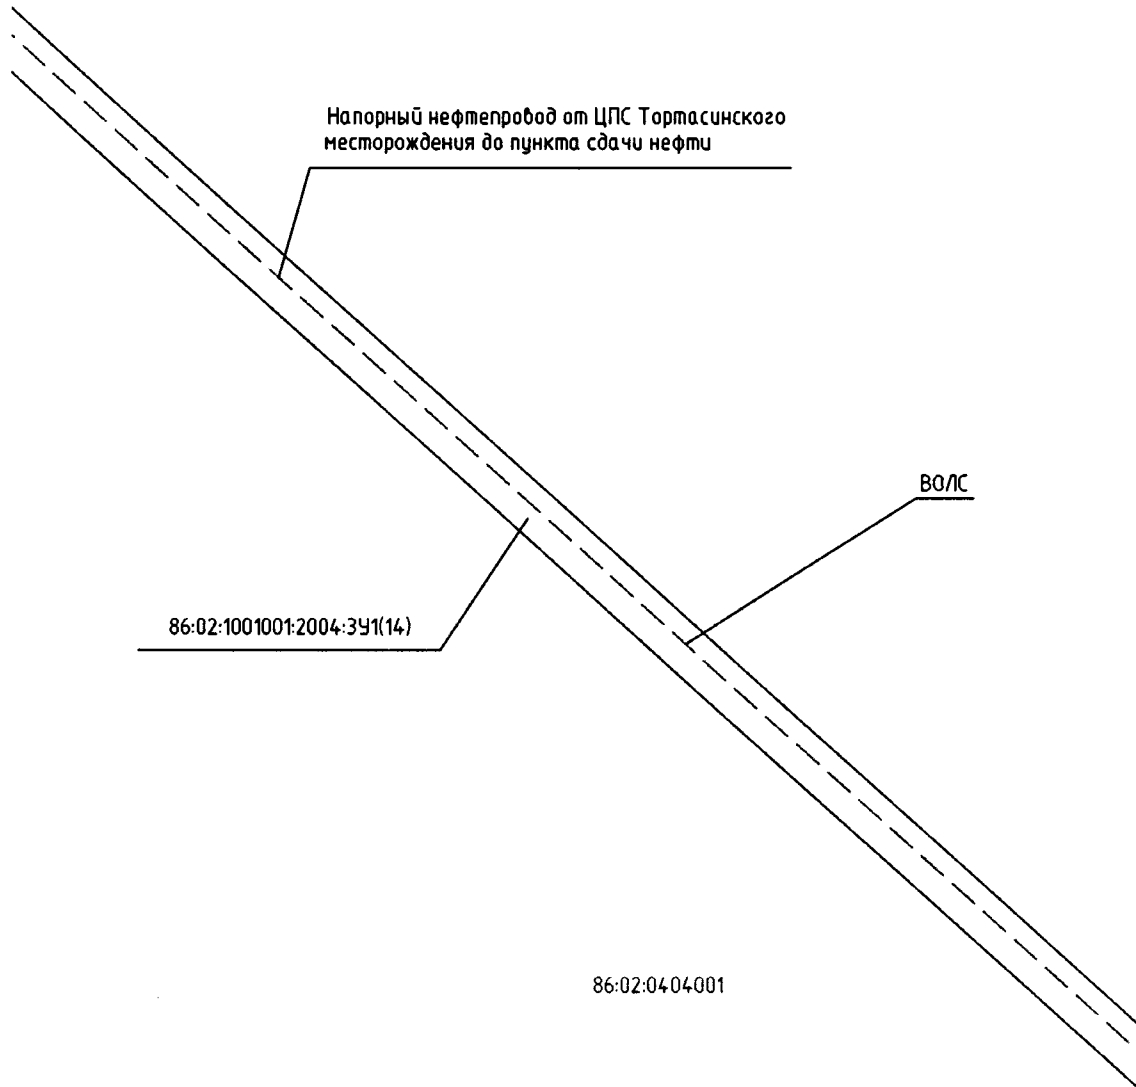 Напорный нефтепровод от ЦПС Тортасинского
месторождения до пункта сдачи нефти
ВОЛС
86:02:1001001:2004:ЗУ1(14)
86:02:0404001